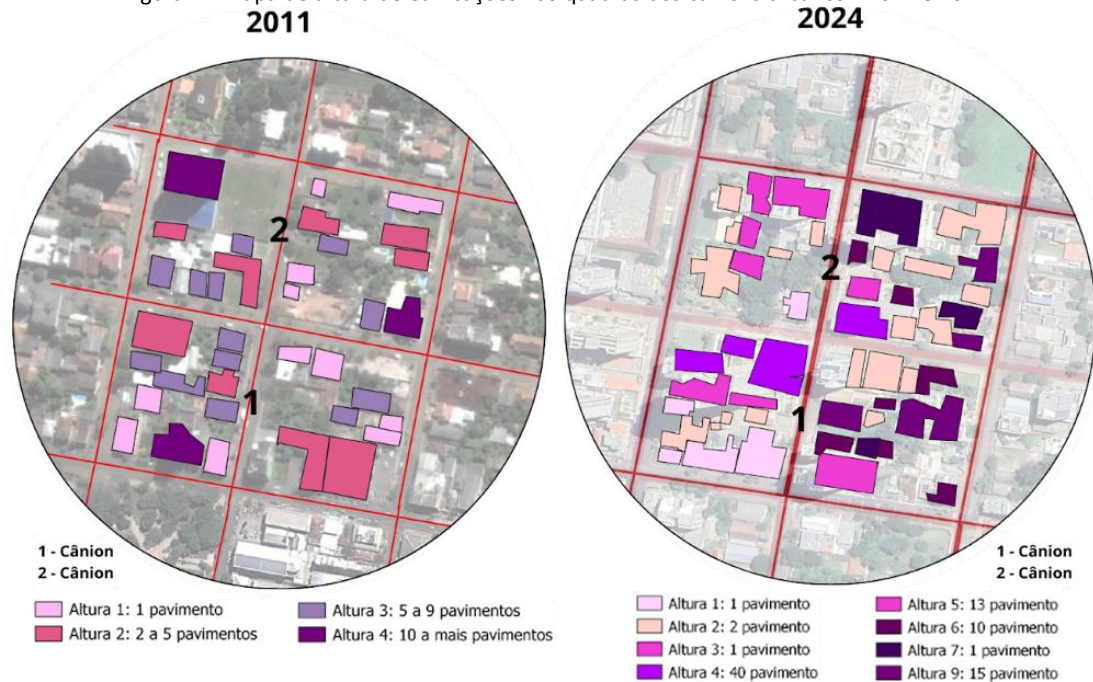 2011
2024
2
1
1 - Cânion
2 - Cânion
Altura 1: 1 pavimento
Altura 2: 2 a 5 pavimentos
Altura 3: 5 a 9 pavimentos
Altura 4: 10 a mais pavimentos
2
1
1 - Cânion
2 - Cânion
Altura 1: 1 pavimento
Altura 2: 2 pavimento
Altura 3: 1 pavimento
Altura 4: 40 pavimento
Altura 5: 13 pavimento
Altura 6: 10 pavimento
Altura 7: 1 pavimento
Altura 9: 15 pavimento